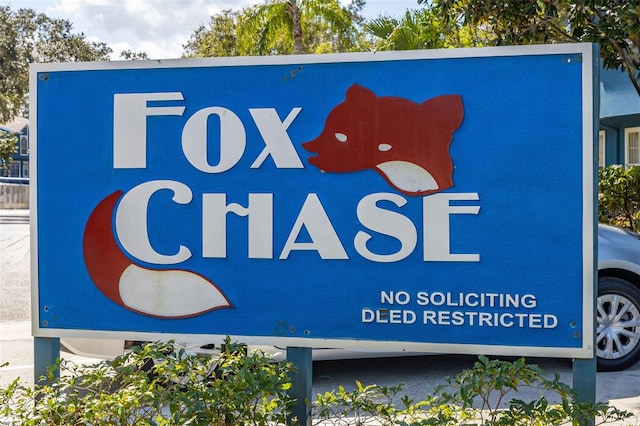 FOX
CHASE
NO SOLICITING
DEED RESTRICTED